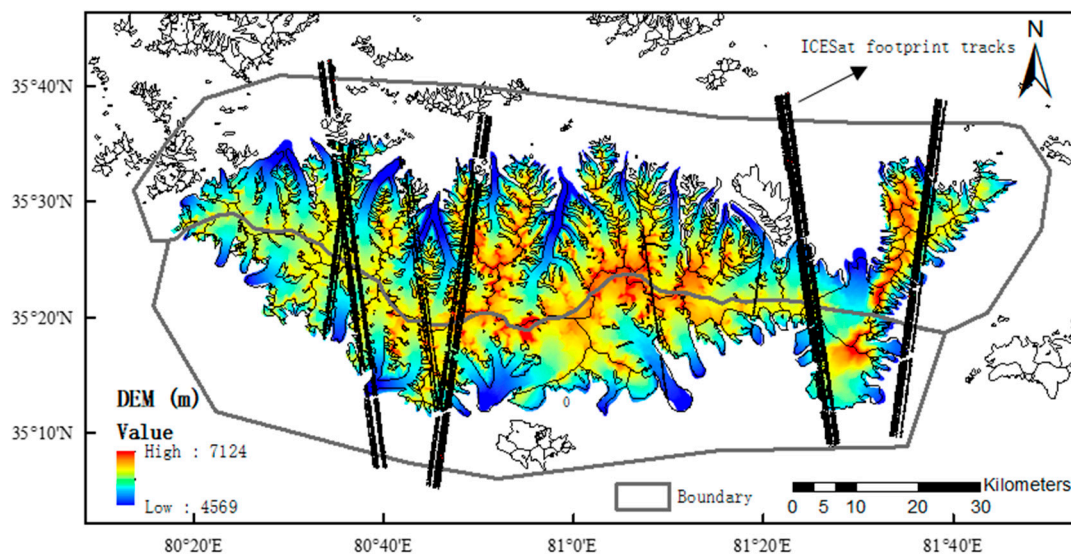 N
ICESat footprint tracks
35°40'N
35°30'N
35°20'N
35°10'N
DEM (m)
Value
High : 7124
Low : 4569
0
Boundary
Kilometers
0 5 10 20 30
80°20'E 80°40'E 81°0'E 81°20'E 81°40'E